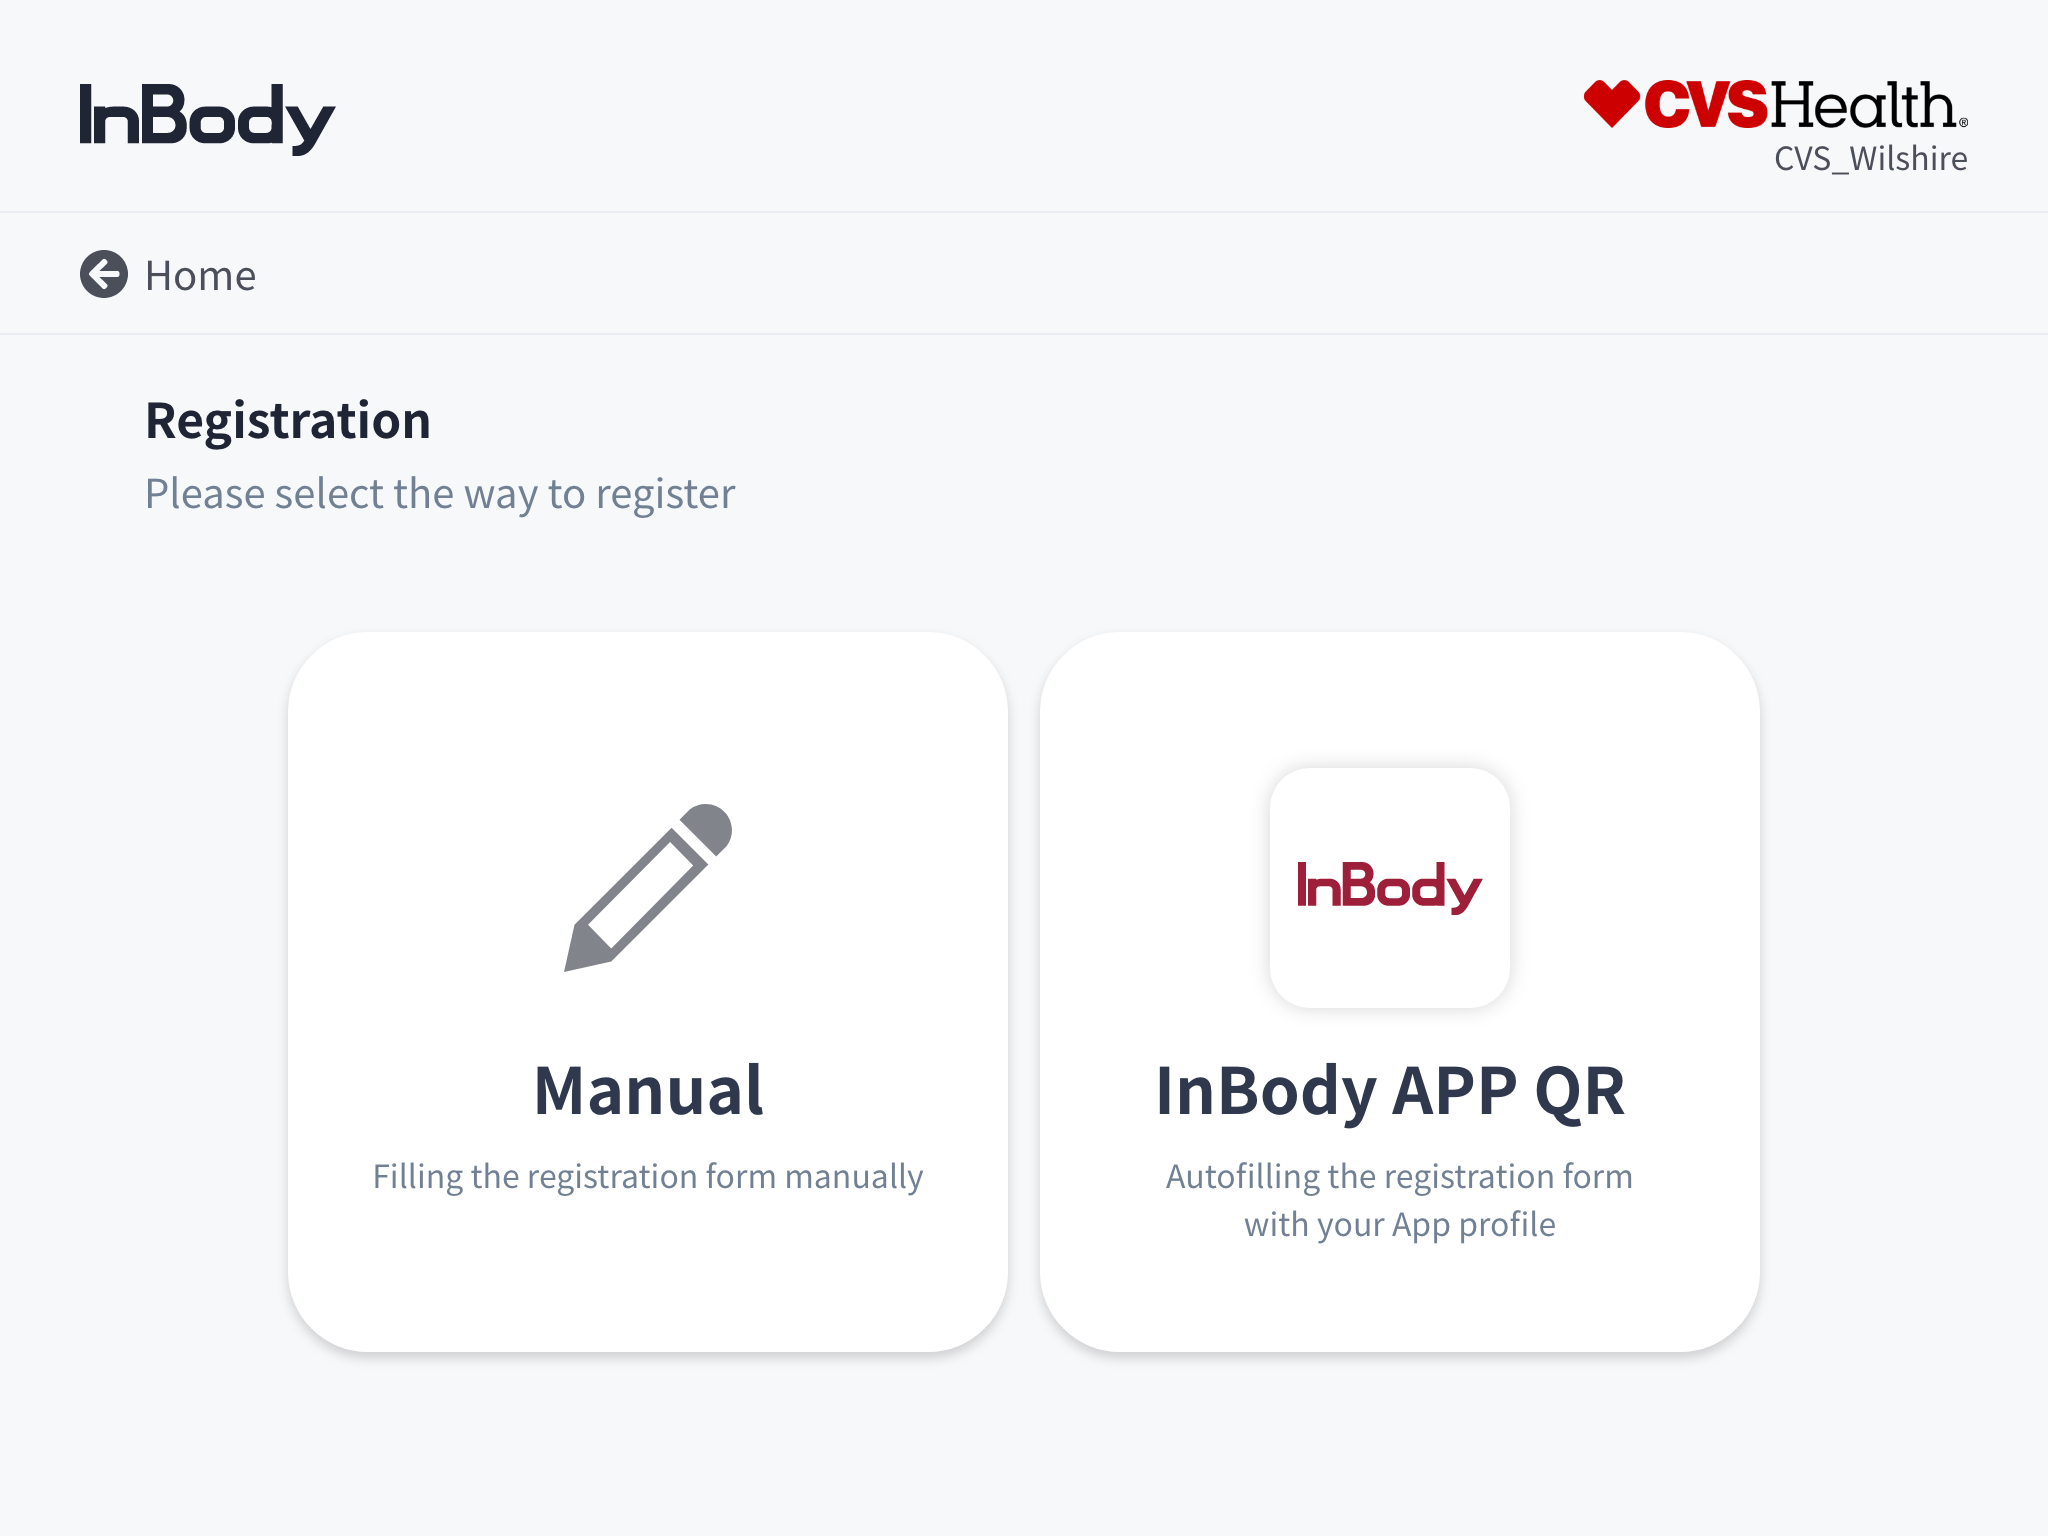 InBody
CVSHealth®
CVS_Wilshire
Home
Registration
Please select the way to register
Manual
Filling the registration form manually
InBody
InBody APP QR
Autofilling the registration form
with your App profile